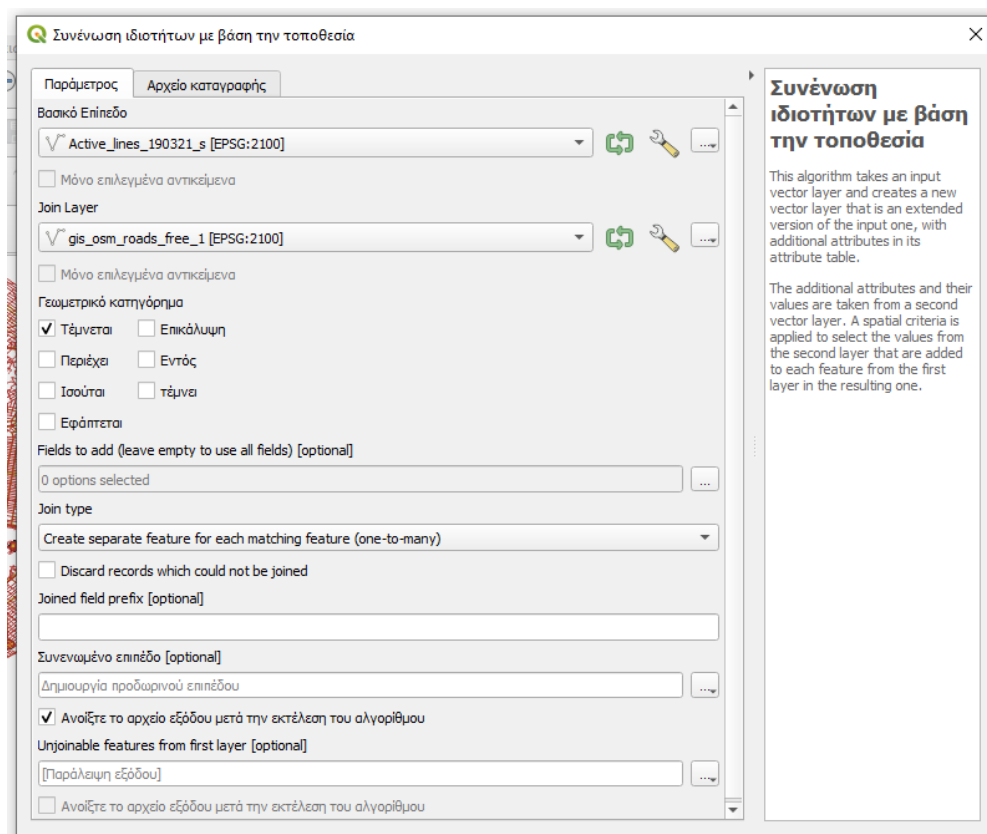 Συνένωση ιδιοτήτων με βάση την τοποθεσία
Παράμετρος
Αρχείο καταγραφής
Βασικό Επίπεδο
Active_lines_190321_s [EPSG:2100]
Μόνο επιλεγμένα αντικείμενα
Join Layer
gis_osm_roads_free_1 [EPSG:2100]
Μόνο επιλεγμένα αντικείμενα
Γεωμετρικό κατηγόρημα
Τέμνεται
Επικάλυψη
Περιέχει
Εντός
Ισούται
τέμνει
Εφάπτεται
Fields to add (leave empty to use all fields) [optional]
0 options selected
...
Join type
Create separate feature for each matching feature (one-to-many)
Discard records which could not be joined
Joined field prefix [optional]
Συνενωμένο επιπέδο [optional]
Δημιουργία προδωρινού επιπέδου
Ανοίξτε το αρχείο εξόδου μετά την εκτέλεση του αλγορίθμου
Unjoinable features from first layer [optional]
[Παράλειψη εξόδου]
Ανοίξτε το αρχείο εξόδου μετά την εκτέλεση του αλγορίθμου
Συνένωση
ιδιοτήτων με βάση
την τοποθεσία
This algorithm takes an input
vector layer and creates a new
vector layer that is an extended
version of the input one, with
additional attributes in its
attribute table.
The additional attributes and their
values are taken from a second
vector layer. A spatial criteria is
applied to select the values from
the second layer that are added
to each feature from the first
layer in the resulting one.